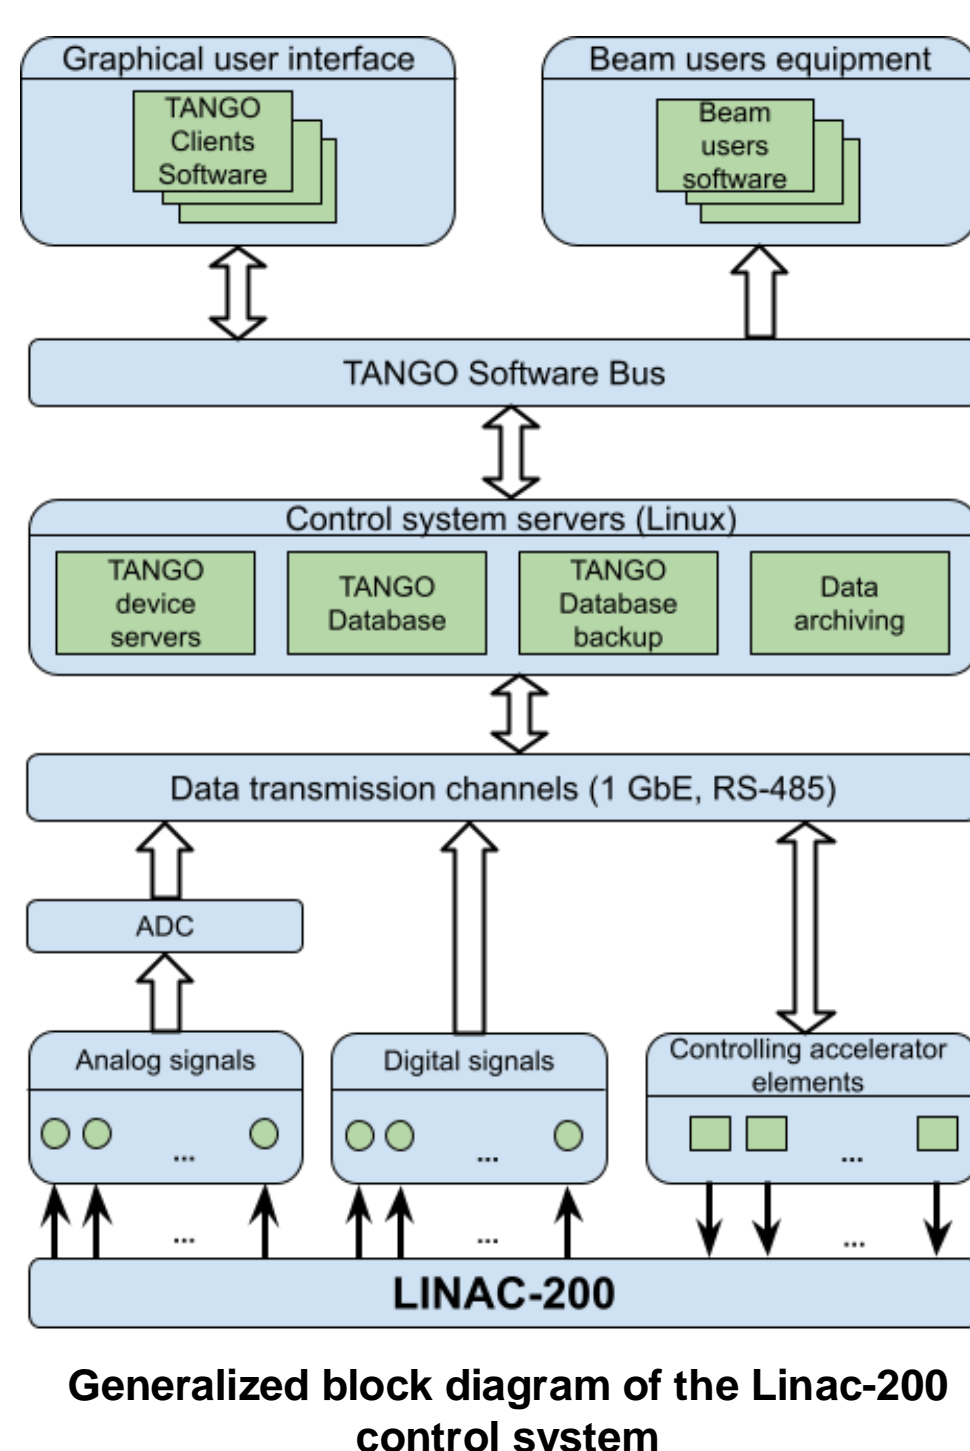 Graphical user interface
TANGO
Clients
Software
Beam users equipment
Beam
users
software
TANGO Software Bus
Control system servers (Linux)
TANGO
device
servers
TANGO
Database
TANGO
Database
backup
Data
archiving
Data transmission channels (1 GbE, RS-485)
ADC
Analog signals
...
Digital signals
...
Controlling accelerator
elements
...
...
...
...
LINAC-200
Generalized block diagram of the Linac-200
control system